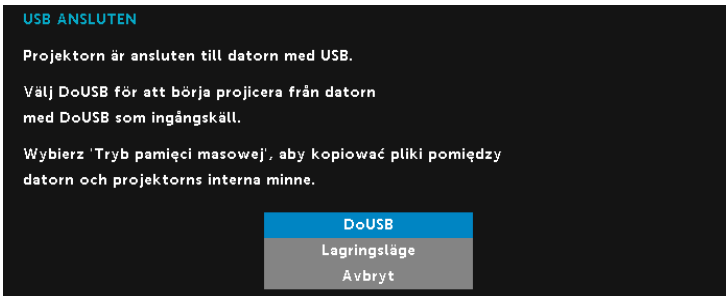 USB ANSLUTEN
Projektorn är ansluten till datorn med USB.
Välj DoUSB för att börja projicera från datorn
med DoUSB som ingångskäll.
Wybierz 'Tryb pamięci masowej', aby kopiować pliki pomiędzy
datorn och projektorns interna minne.
DoUSB
Lagringsläge
Avbryt